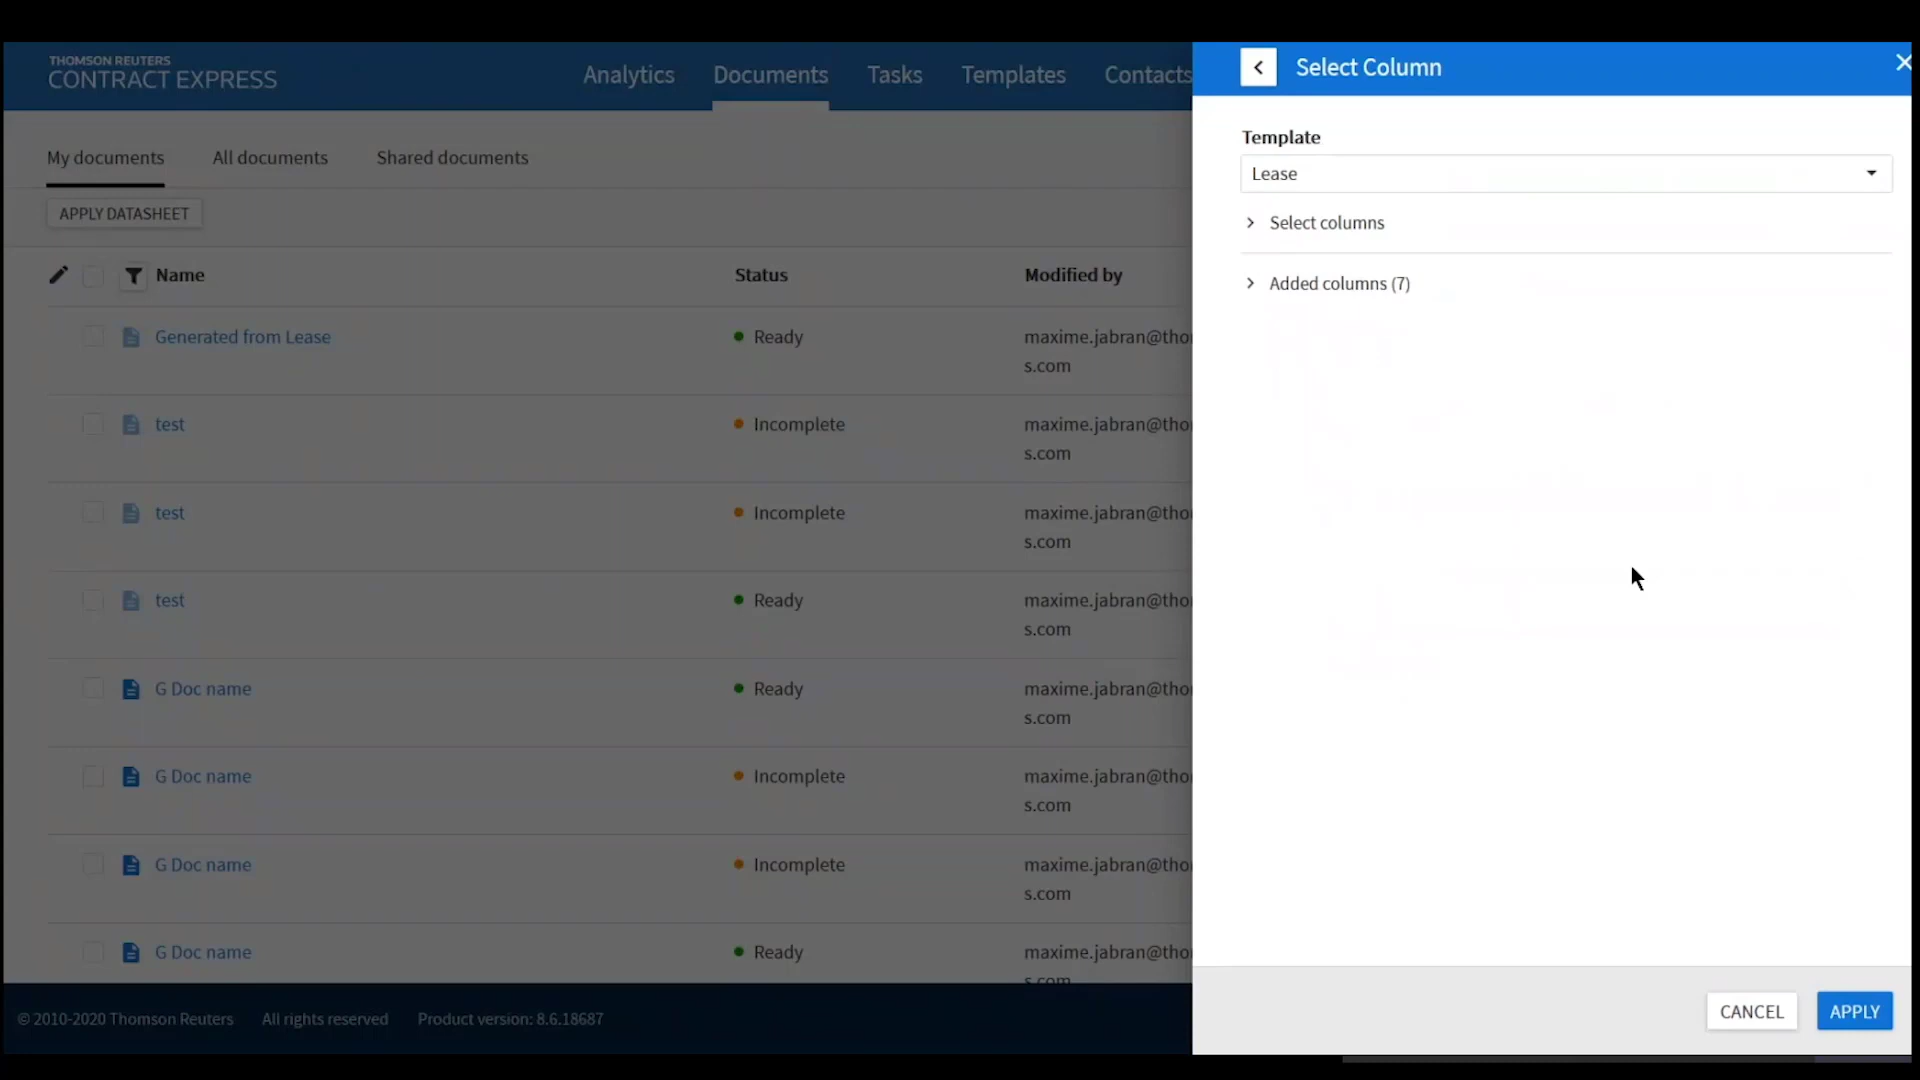 THOMSON REUTERS
CONTRACT EXPRESS
Analytics
Documents
Tasks
Templates
Contacts
My documents
All documents
Shared documents
APPLY DATASHEET
Name
Status
Modified by
Generated from Lease
Ready
maxime.jabran@tho
s.com
test
Incomplete
maxime.jabran@tho
s.com
test
Incomplete
maxime.jabran@tho
s.com
test
Ready
maxime.jabran@tho
s.com
G Doc name
Ready
maxime.jabran@tho
s.com
G Doc name
Incomplete
maxime.jabran@tho
s.com
G Doc name
Incomplete
maxime.jabran@tho
s.com
G Doc name
Ready
maxime.jabran@tho
s.com
© 2010-2020 Thomson Reuters
All rights reserved
Product version: 8.6.18687
Select Column
Template
Lease
Select columns
Added columns (7)
CANCEL
APPLY